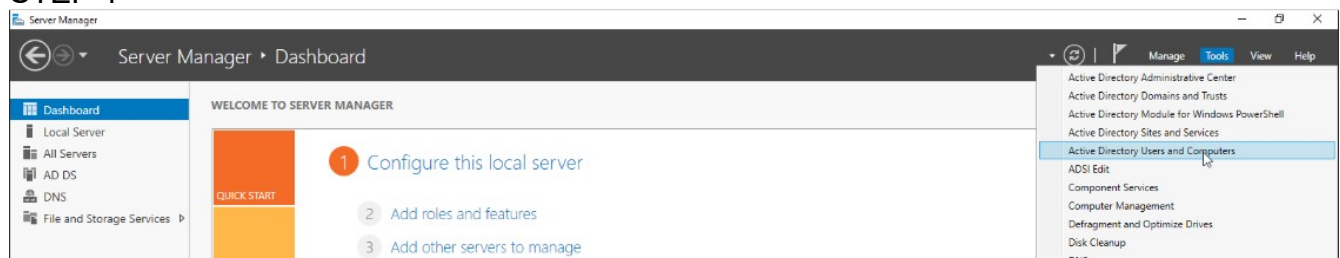 Server Manager
Server Manager ‣ Dashboard
Manage Tools View Help
Dashboard
Local Server
All Servers
AD DS
DNS
File and Storage Services
WELCOME TO SERVER MANAGER
QUICK START
1 Configure this local server
2 Add roles and features
3 Add other servers to manage
Active Directory Administrative Center
Active Directory Domains and Trusts
Active Directory Module for Windows PowerShell
Active Directory Sites and Services
Active Directory Users and Computers
ADSI Edit
Component Services
Computer Management
Defragment and Optimize Drives
Disk Cleanup